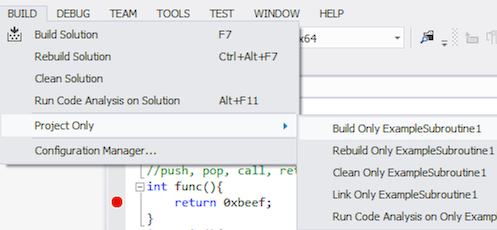 BUILD DEBUG TEAM TOOLS TEST WINDOW HELP
Build Solution F7
Rebuild Solution Ctrl+Alt+F7
x64
Clean Solution
Run Code Analysis on Solution Alt+F11
Project Only
Build Only ExampleSubroutine1
Configuration Manager...
Rebuild Only ExampleSubroutine1
//push, pop, call, ret
Clean Only ExampleSubroutine1
int func(){
Link Only ExampleSubroutine1
return 0xbeef;
Run Code Analysis on Only Examp
}